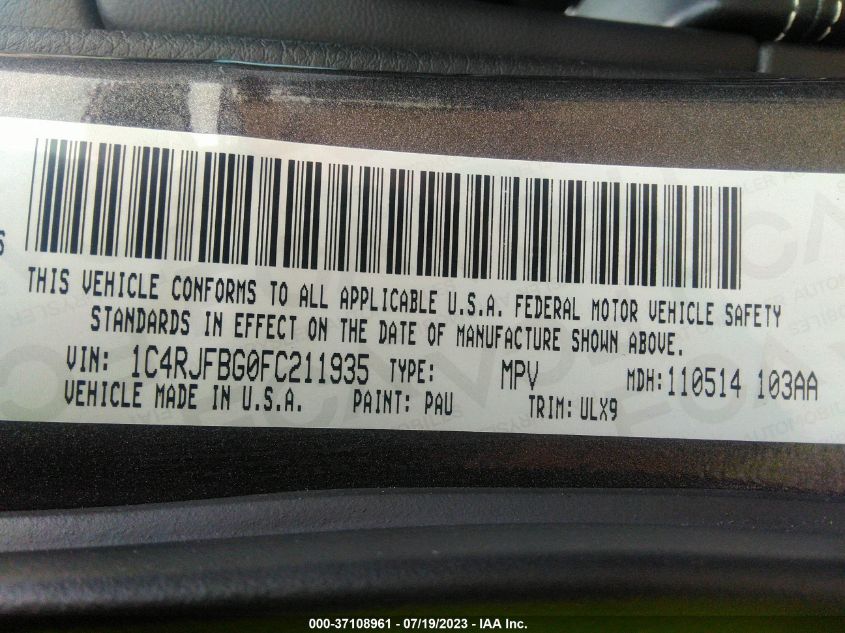 THIS VEHICLE CONFORMS TO ALL APPLICABLE U.S.A. FEDERAL MOTOR VEHICLE SAFETY
STANDARDS IN EFFECT ON THE DATE OF MANUFACTURE SHOWN ABOVE.
VIN: 1C4RJFBG0FC211935 TYPE: MPV MDH:110514 103AA
VEHICLE MADE IN U.S.A. PAINT: PAU TRIM:ULX9
000-37108961 - 07/19/2023 - IAA Inc.